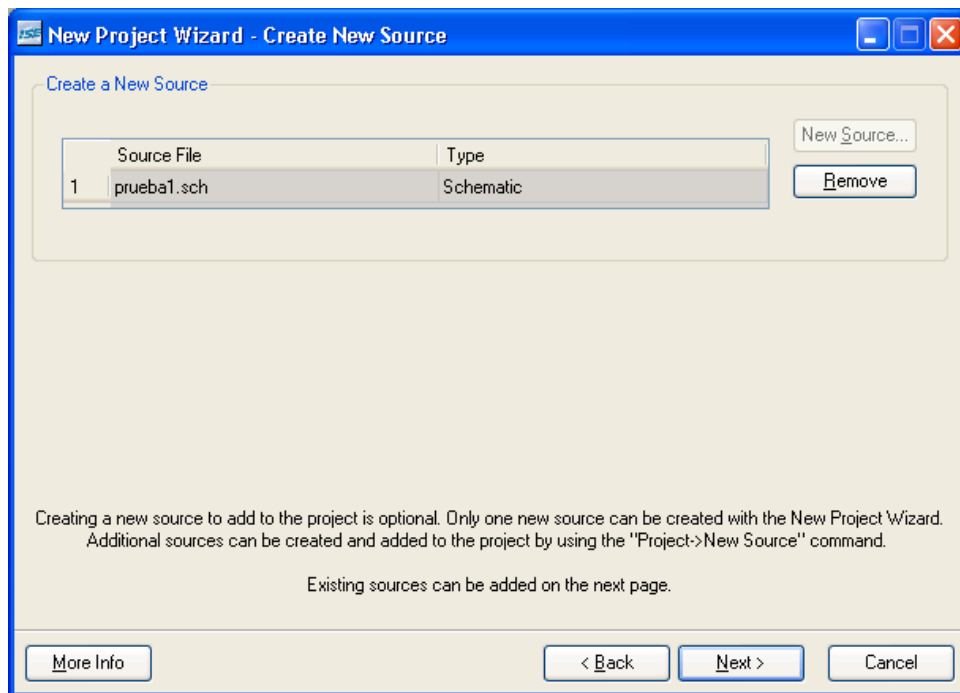 ISE New Project Wizard - Create New Source
Create a New Source
New Source...
Source File Type
1 prueba1.sch Schematic
Remove
Creating a new source to add to the project is optional. Only one new source can be created with the New Project Wizard.
Additional sources can be created and added to the project by using the "Project->New Source" command.
Existing sources can be added on the next page.
More Info < Back Next > Cancel